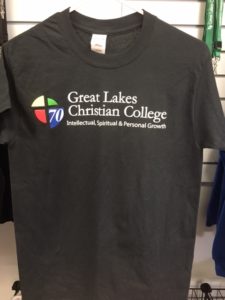 Great Lakes
70 Christian College
Intellectual, Spiritual & Personal Growth